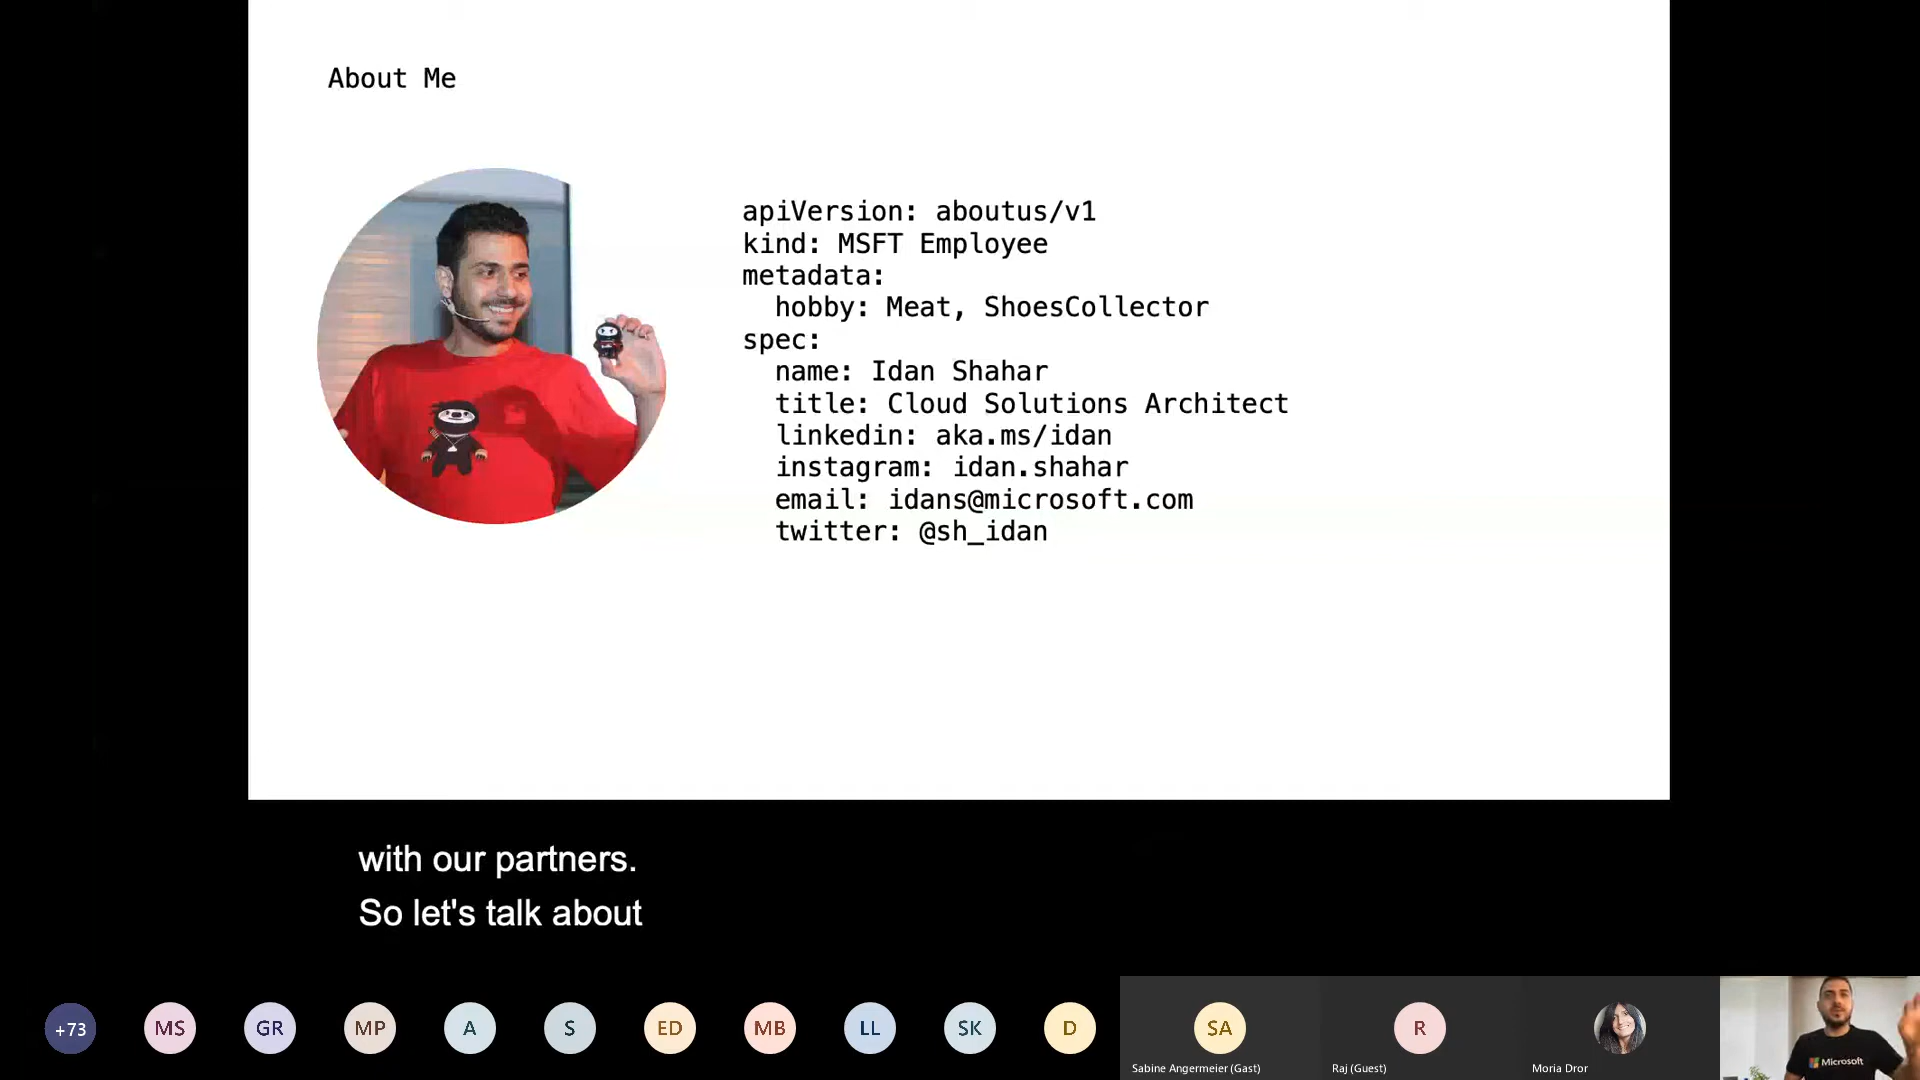 About Me
apiVersion: aboutus/v1
kind: MSFT Employee
metadata:
hobby: Meat, ShoesCollector
spec:
name: Idan Shahar
title: Cloud Solutions Architect
linkedin: aka.ms/idan
instagram: idan.shahar
email: idans@microsoft.com
twitter: @sh_idan
with our partners.
So let's talk about
+73
MS
GR
MP
A
S
ED
MB
LL
SK
D
SA
R
Sabine Angermeier (Gast)
Raj (Guest)
Moria Dror
Microsoft